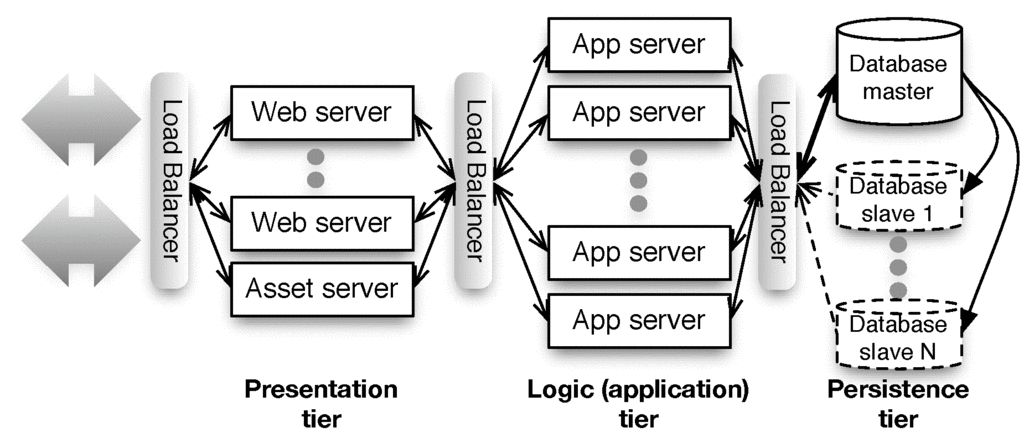 Load Balancer
Web server
Web server
Asset server
Presentation
tier
Load Balancer
App server
App server
App server
App server
Logic (application)
tier
Load Balancer
Database
master
Database
slave 1
Database
slave N
Persistence
tier